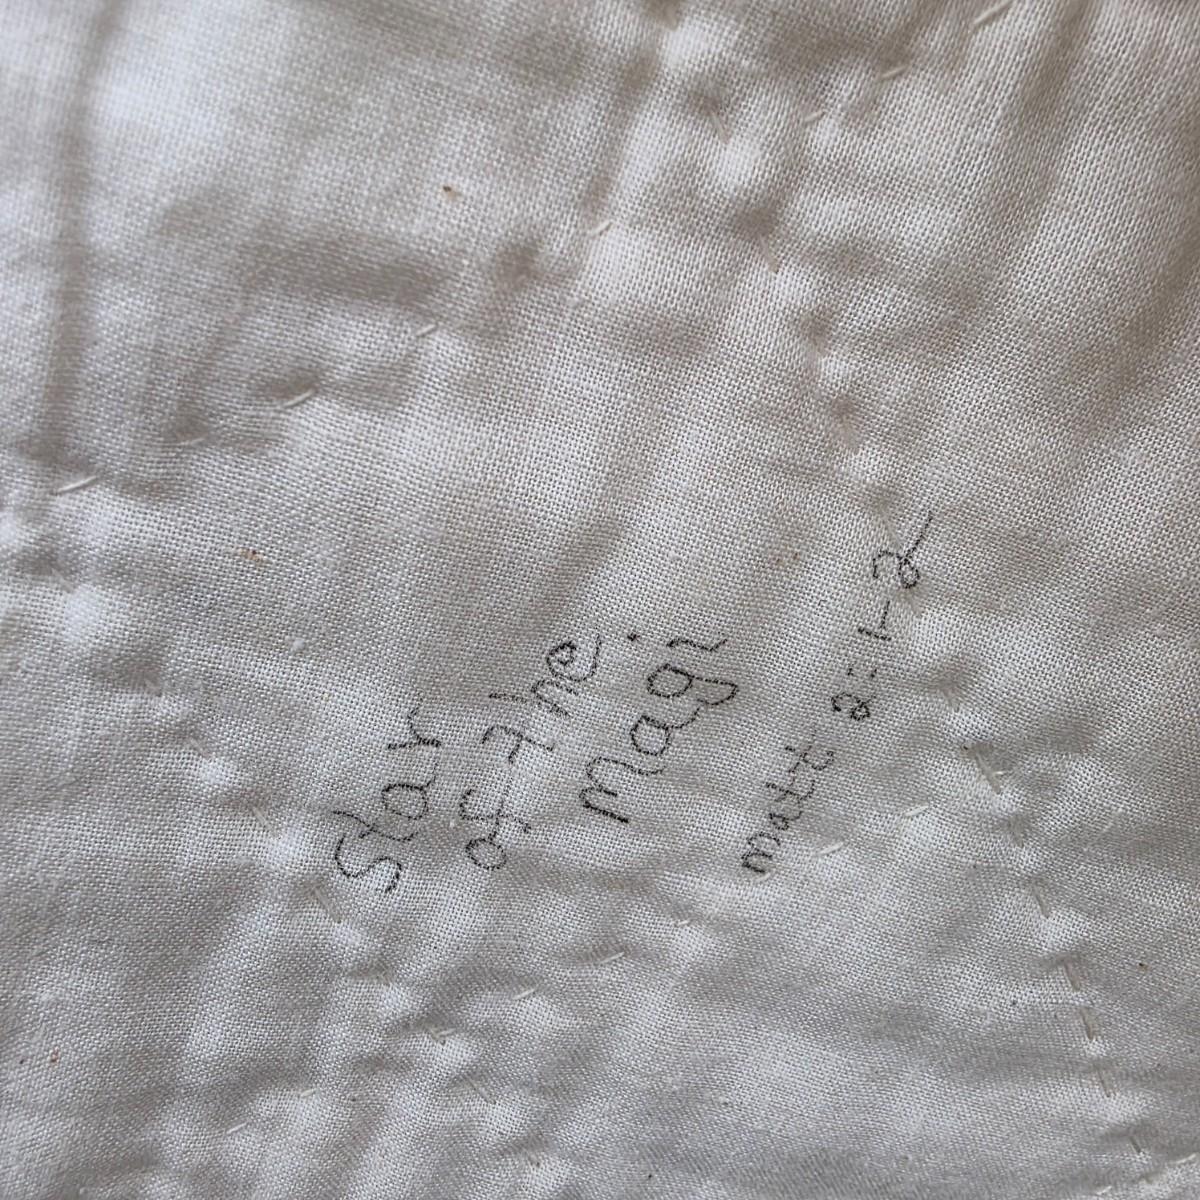 Star
of the
Magi
Matt 2:1-2